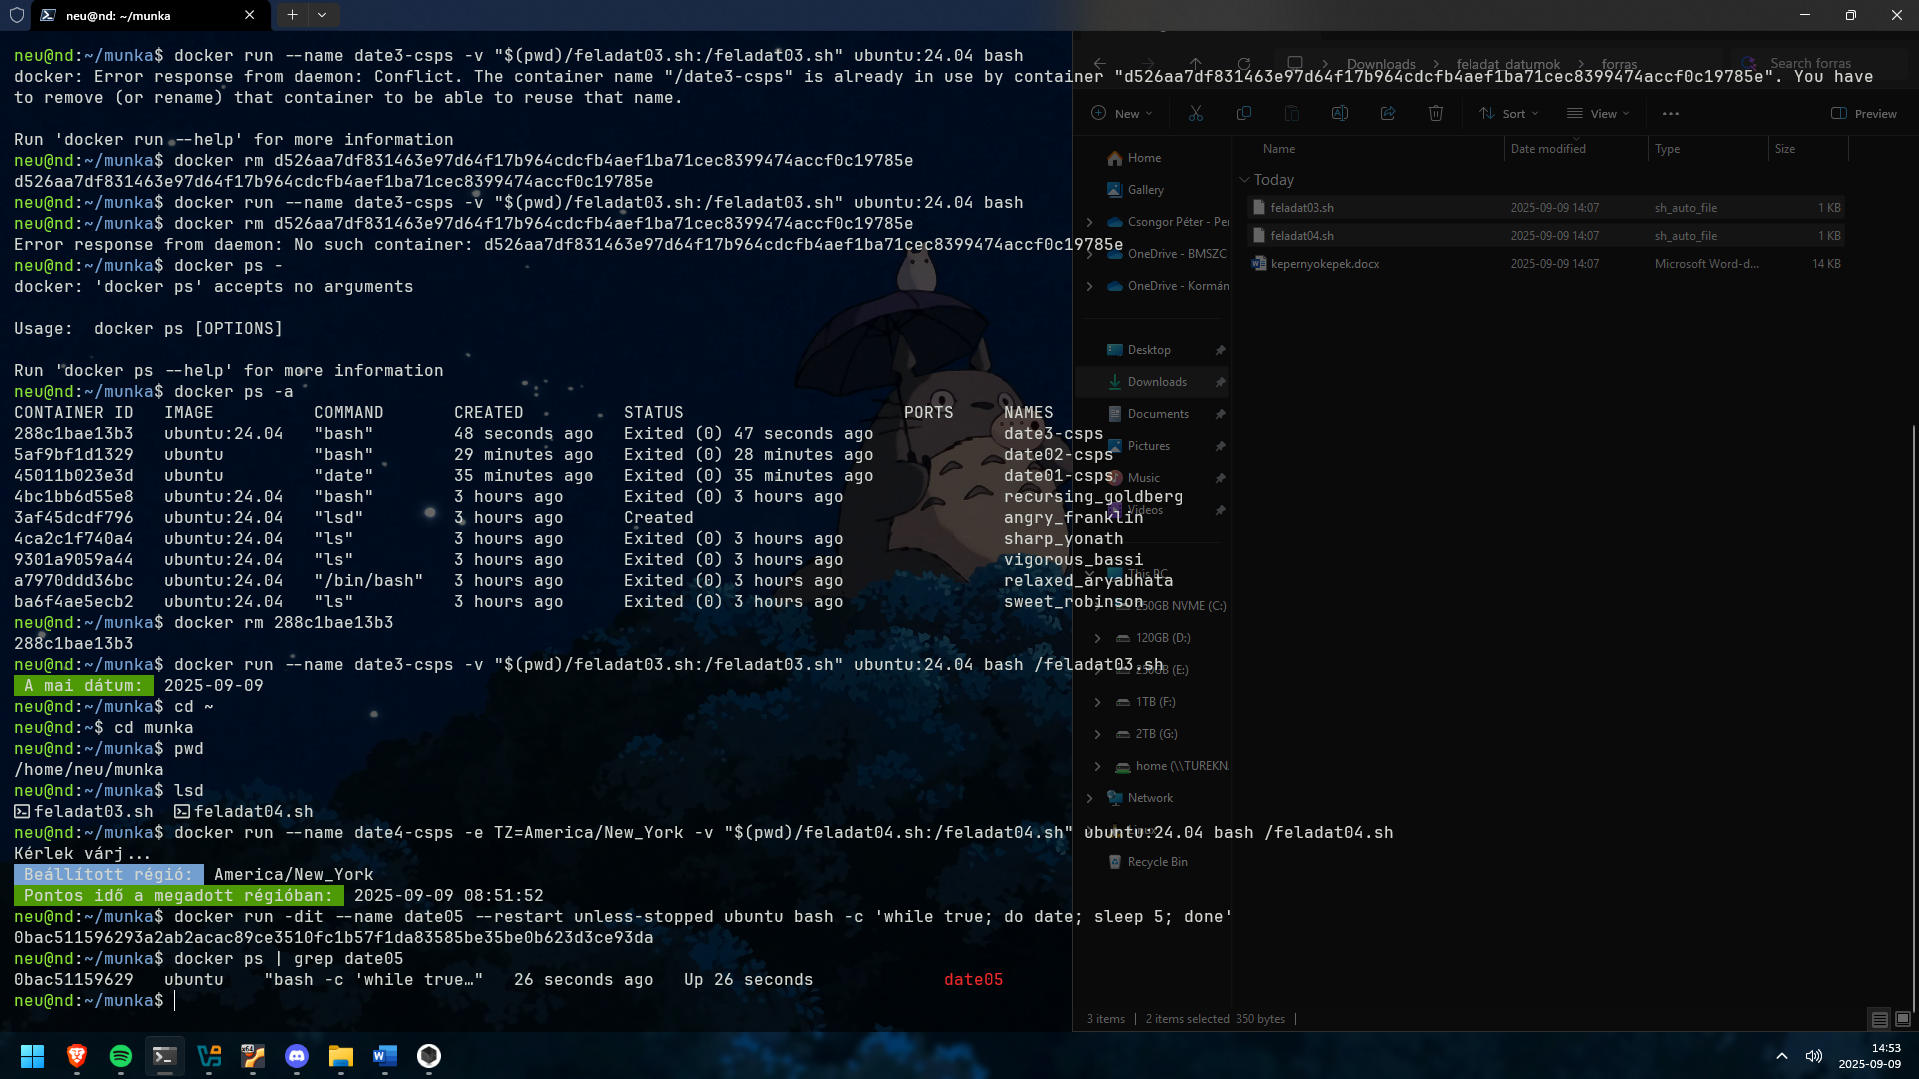 neu@nd: ~/munka
neu@nd:~/munka$ docker run --name date3-csps -v "$(pwd)/feladat03.sh:/feladat03.sh" ubuntu:24.04 bash
docker: Error response from daemon: Conflict. The container name "/date3-csps" is already in use by container "d526aa7df831463e97d64f17b964cdcfb4aef1ba71cec8399474accf0c19785e". You have
to remove (or rename) that container to be able to reuse that name.
Run 'docker run --help' for more information
neu@nd:~/munka$ docker rm d526aa7df831463e97d64f17b964cdcfb4aef1ba71cec8399474accf0c19785e
d526aa7df831463e97d64f17b964cdcfb4aef1ba71cec8399474accf0c19785e
neu@nd:~/munka$ docker run --name date3-csps -v "$(pwd)/feladat03.sh:/feladat03.sh" ubuntu:24.04 bash
neu@nd:~/munka$ docker rm d526aa7df831463e97d64f17b964cdcfb4aef1ba71cec8399474accf0c19785e
Error response from daemon: No such container: d526aa7df831463e97d64f17b964cdcfb4aef1ba71cec8399474accf0c19785e
neu@nd:~/munka$ docker ps -
docker: 'docker ps' accepts no arguments
Usage:  docker ps [OPTIONS]
Run 'docker ps --help' for more information
neu@nd:~/munka$ docker ps -a
CONTAINER ID   IMAGE          COMMAND       CREATED          STATUS                      PORTS     NAMES
288c1bae13b3   ubuntu:24.04   "bash"        48 seconds ago   Exited (0) 47 seconds ago             date3-csps
5af9bf1d1329   ubuntu         "bash"        29 minutes ago   Exited (0) 28 minutes ago             date02-csps
45011b023e3d   ubuntu         "date"        35 minutes ago   Exited (0) 35 minutes ago             date01-csps
4bc1bb6d55e8   ubuntu:24.04   "bash"        3 hours ago      Exited (0) 3 hours ago                recursing_goldberg
3af45dcdf796   ubuntu:24.04   "lsd"         3 hours ago      Created                               angry_franklin
4ca2c1f740a4   ubuntu:24.04   "ls"          3 hours ago      Exited (0) 3 hours ago                sharp_yonath
9301a9059a44   ubuntu:24.04   "ls"          3 hours ago      Exited (0) 3 hours ago                vigorous_bassi
a7970ddd36bc   ubuntu:24.04   "/bin/bash"   3 hours ago      Exited (0) 3 hours ago                relaxed_aryabhata
ba6f4ae5ecb2   ubuntu:24.04   "ls"          3 hours ago      Exited (0) 3 hours ago                sweet_robinson
neu@nd:~/munka$ docker rm 288c1bae13b3
288c1bae13b3
neu@nd:~/munka$ docker run --name date3-csps -v "$(pwd)/feladat03.sh:/feladat03.sh" ubuntu:24.04 bash /feladat03.sh
A mai dátum:  2025-09-09
neu@nd:~/munka$ cd ~
neu@nd:~$ cd munka
neu@nd:~/munka$ pwd
/home/neu/munka
neu@nd:~/munka$ lsd
feladat03.sh  feladat04.sh
neu@nd:~/munka$ docker run --name date4-csps -e TZ=America/New_York -v "$(pwd)/feladat04.sh:/feladat04.sh" ubuntu:24.04 bash /feladat04.sh
Kérlek várj...
Beállított régió:  America/New_York
Pontos idő a megadott régióban:  2025-09-09 08:51:52
neu@nd:~/munka$ docker run -dit --name date05 --restart unless-stopped ubuntu bash -c 'while true; do date; sleep 5; done'
0bac511596293a2ab2acac89ce3510fc1b57f1da83585be35be0b623d3ce93da
neu@nd:~/munka$ docker ps | grep date05
0bac51159629   ubuntu    "bash -c 'while true…"   26 seconds ago   Up 26 seconds             date05
neu@nd:~/munka$
Downloads > feladat_datumok > forras
Search forras
New
Sort
View
Preview
Name  Date modified  Type  Size
Today
feladat03.sh  2025-09-09 14:07  sh_auto_file  1 KB
feladat04.sh  2025-09-09 14:07  sh_auto_file  1 KB
kepernyokepek.docx  2025-09-09 14:07  Microsoft Word-d...  14 KB
Home
Gallery
Csongor Péter - Per
OneDrive - BMSZC
OneDrive - Kormán
Desktop
Downloads
Documents
Pictures
Music
Videos
This PC
250GB NVME (C:)
120GB (D:)
250GB (E:)
1TB (F:)
2TB (G:)
home (\\TUREKN
Network
Recycle Bin
3 items
2 items selected  350 bytes
14:53
2025-09-09